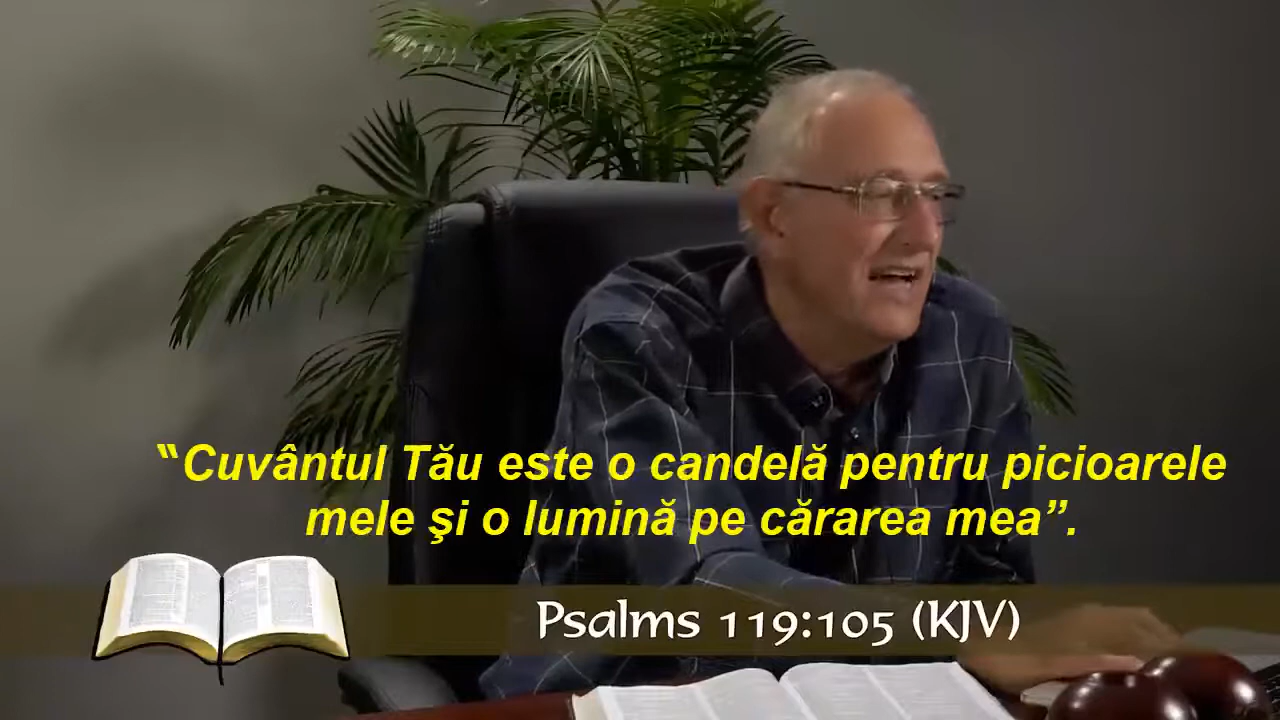 “Cuvântul Tău este o candelă pentru picioarele
mele şi o lumină pe cărarea mea”.
Psalms 119:105 (KJV)